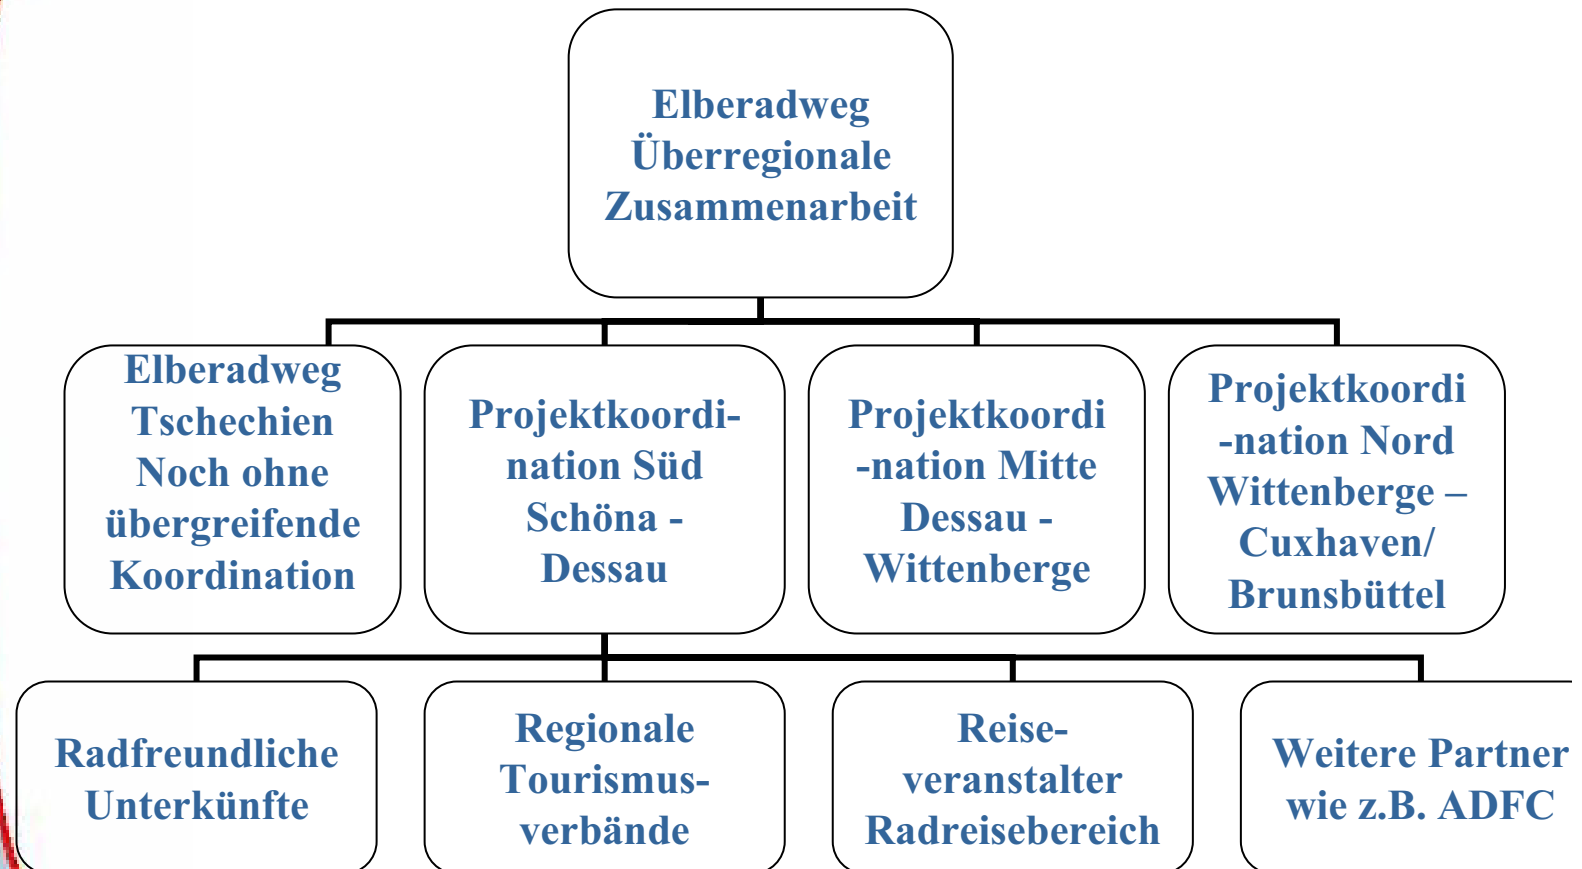 Elberadweg
Überregionale
Zusammenarbeit
Elberadweg
Tschechien
Noch ohne
übergreifende
Koordination
Projektkoordi-
nation Süd
Schöna -
Dessau
Projektkoordi
-nation Mitte
Dessau -
Wittenberge
Projektkoordi
-nation Nord
Wittenberge –
Cuxhaven/
Brunsbüttel
Radfreundliche
Unterkünfte
Regionale
Tourismus-
verbände
Reise-
veranstalter
Radreisebereich
Weitere Partner
wie z.B. ADFC